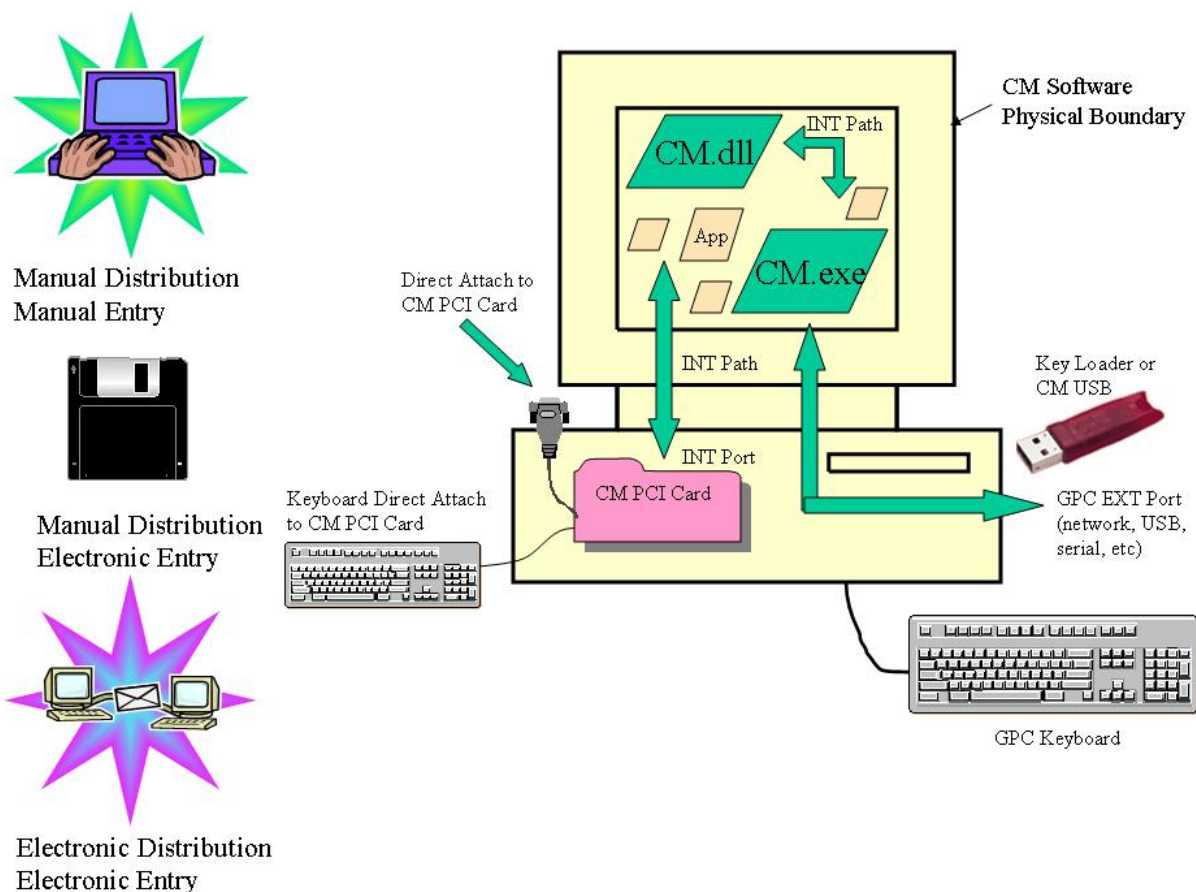 Manual Distribution
Manual Entry
Manual Distribution
Electronic Entry
Electronic Distribution
Electronic Entry
CM Software
Physical Boundary
INT Path
CM.dll
App
CM.exe
Direct Attach to
CM PCI Card
INT Path
Key Loader or
CM USB
INT Port
CM PCI Card
Keyboard Direct Attach
to CM PCI Card
GPC EXT Port
(network, USB,
serial, etc)
GPC Keyboard